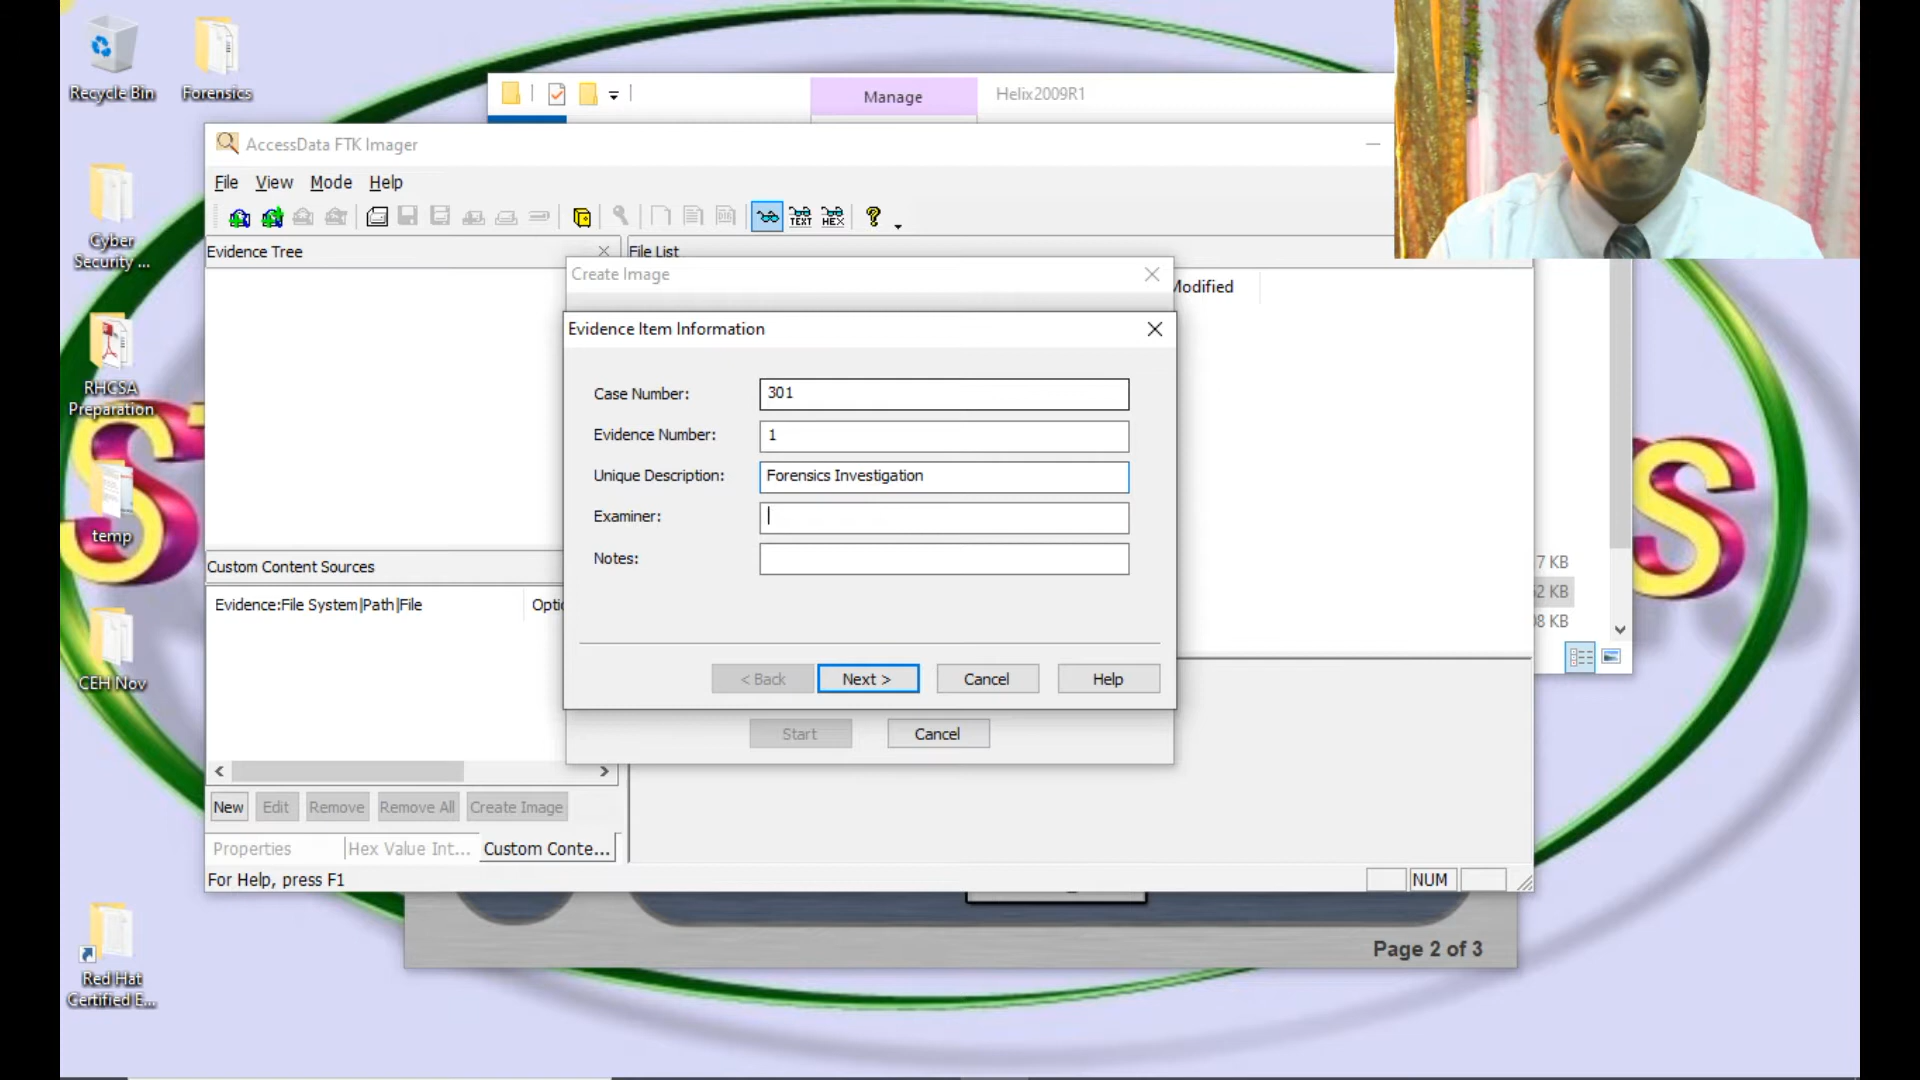 Recycle Bin
Forensics
Manage
Helix2009R1
AccessData FTK Imager
File View Mode Help
TEXT HEX
Evidence Tree
File List
Cyber
Security ...
Create Image
Modified
Evidence Item Information
RHCSA
Preparation
Case Number: 301
Evidence Number: 1
Unique Description: Forensics Investigation
Examiner:
Notes:
temp
7 KB
2 KB
8 KB
Custom Content Sources
Evidence:File System|Path|File
Optio
CEH Nov
< Back Next > Cancel Help
Start Cancel
New Edit Remove Remove All Create Image
Properties Hex Value Int... Custom Conte...
For Help, press F1
NUM
Page 2 of 3
Red Hat
Certified E...